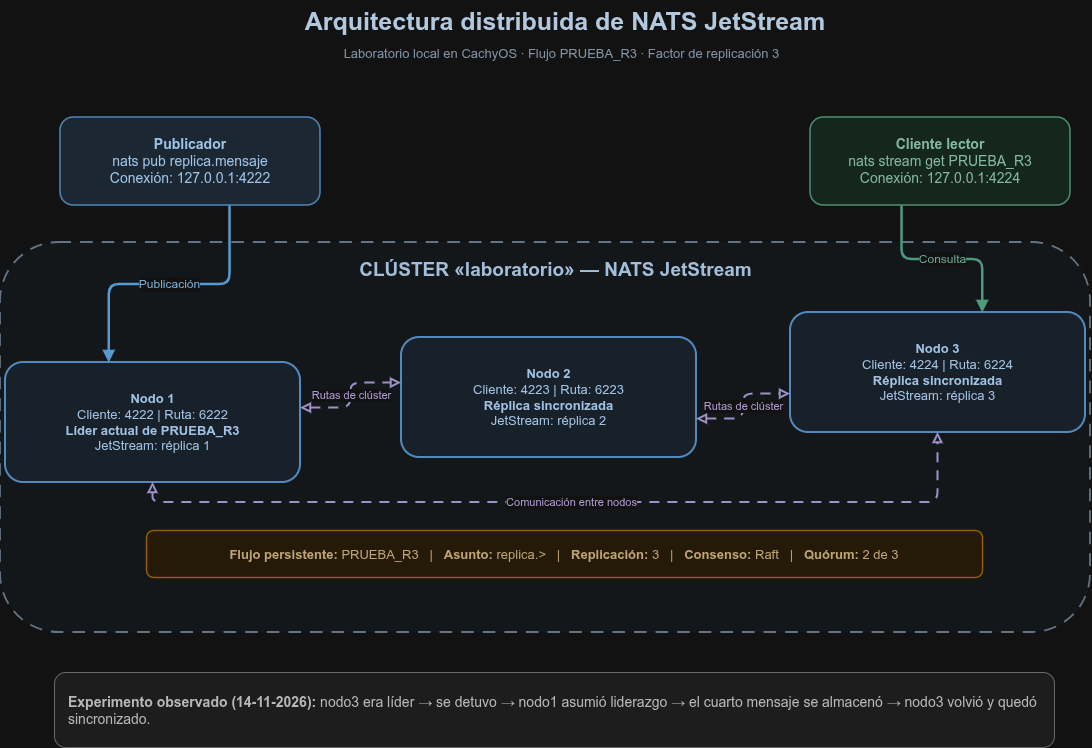 Arquitectura distribuida de NATS JetStream
Laboratorio local en CachyOS · Flujo PRUEBA_R3 · Factor de replicación 3
Publicador
nats pub replica.mensaje
Conexión: 127.0.0.1:4222
Cliente lector
nats stream get PRUEBA_R3
Conexión: 127.0.0.1:4224
CLÚSTER «laboratorio» — NATS JetStream
Publicación
Consulta
Nodo 1
Cliente: 4222 | Ruta: 6222
Líder actual de PRUEBA_R3
JetStream: réplica 1
Rutas de clúster
Nodo 2
Cliente: 4223 | Ruta: 6223
Réplica sincronizada
JetStream: réplica 2
Rutas de clúster
Nodo 3
Cliente: 4224 | Ruta: 6224
Réplica sincronizada
JetStream: réplica 3
Comunicación entre nodos
Flujo persistente: PRUEBA_R3 | Asunto: replica.> | Replicación: 3 | Consenso: Raft | Quórum: 2 de 3
Experimento observado (14-11-2026): nodo3 era líder → se detuvo → nodo1 asumió liderazgo → el cuarto mensaje se almacenó → nodo3 volvió y quedó
sincronizado.